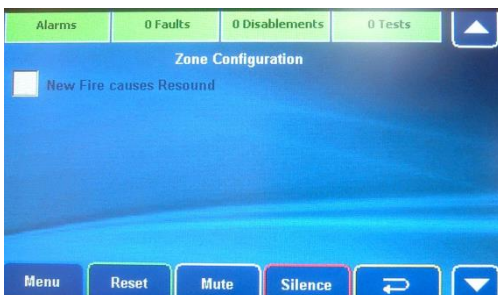 Alarms 0 Faults 0 Disablements 0 Tests
Zone Configuration
New Fire causes Resound
Menu Reset Mute Silence